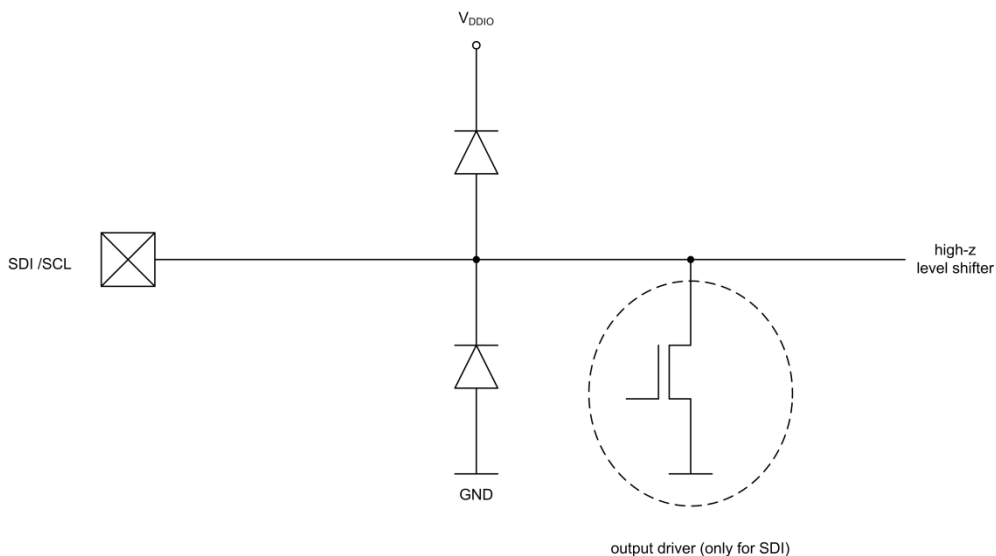 VDDIO
SDI /SCL
high-z
level shifter
GND
output driver (only for SDI)